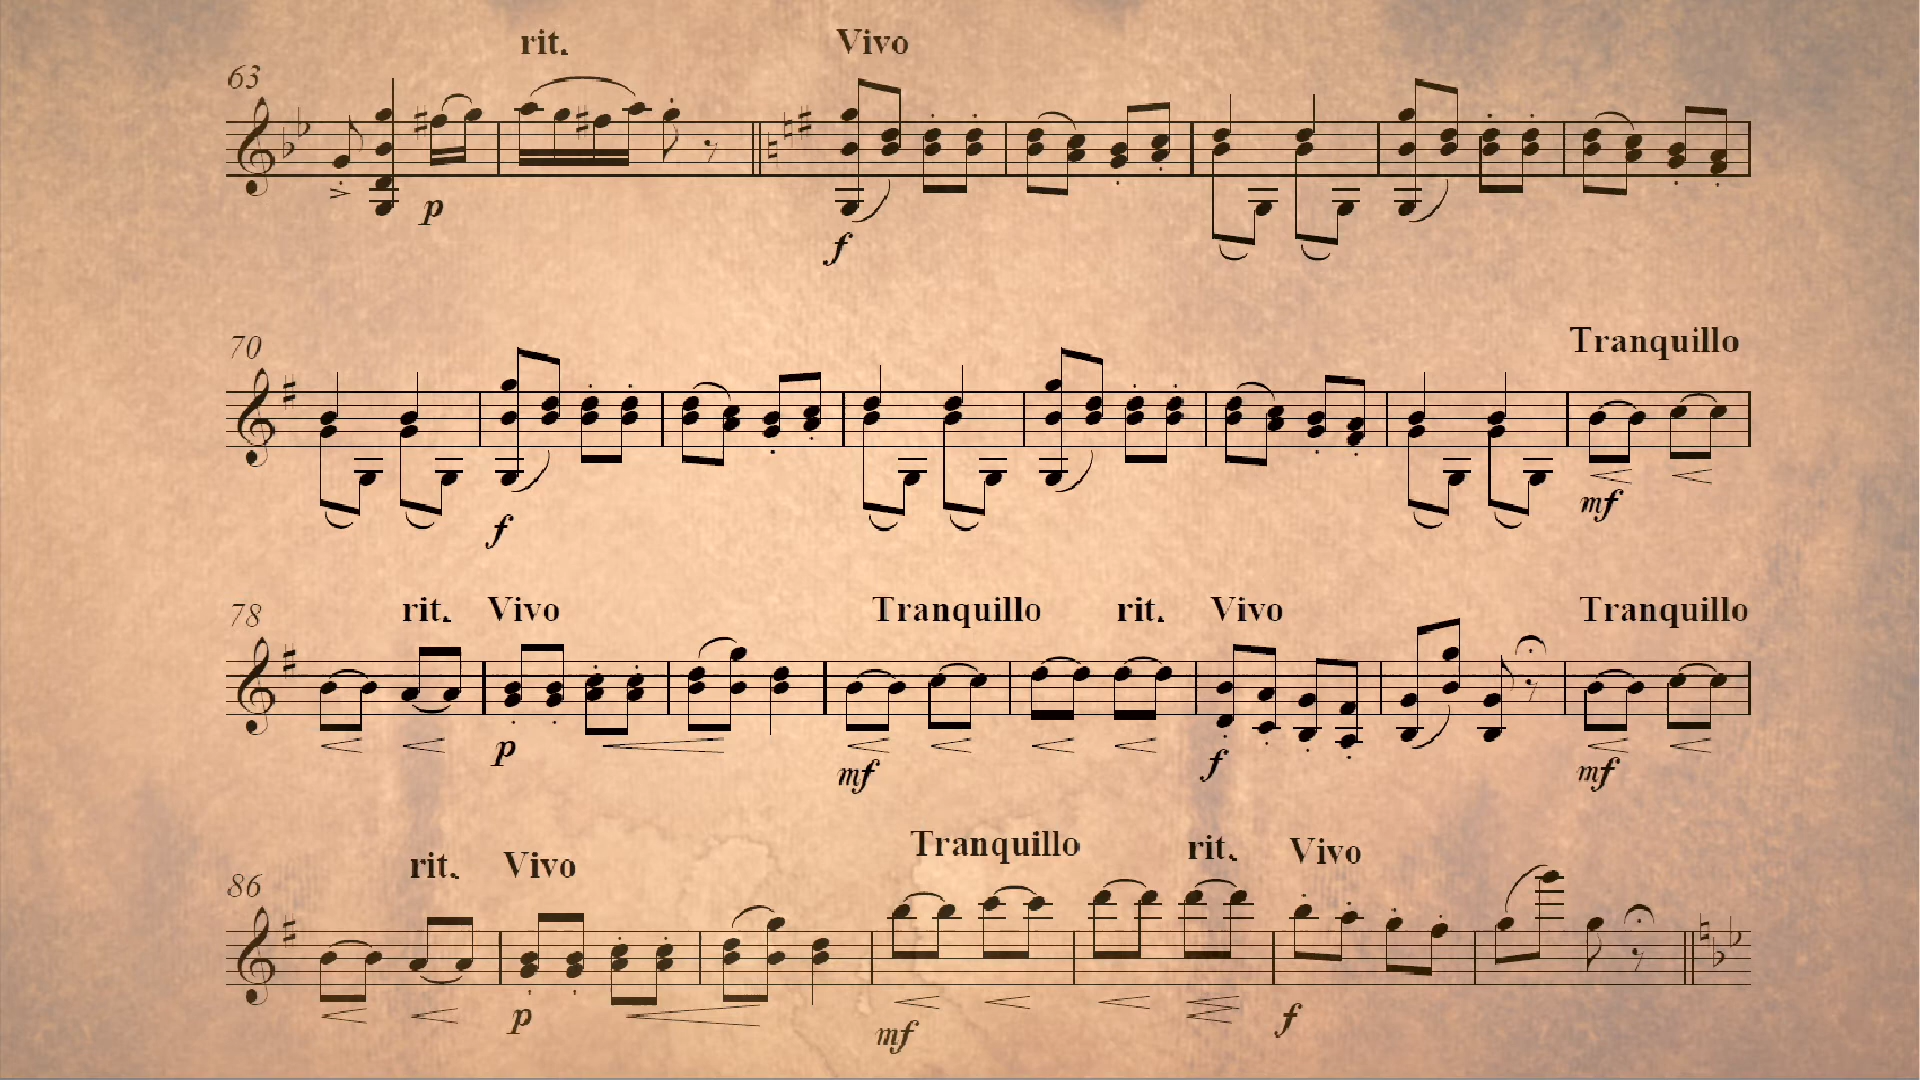 rit. Vivo
63
p
f
Tranquillo
70
f
mf
rit. Vivo Tranquillo rit. Vivo Tranquillo
78
p mf f mf
rit. Vivo Tranquillo rit. Vivo
86
p mf f